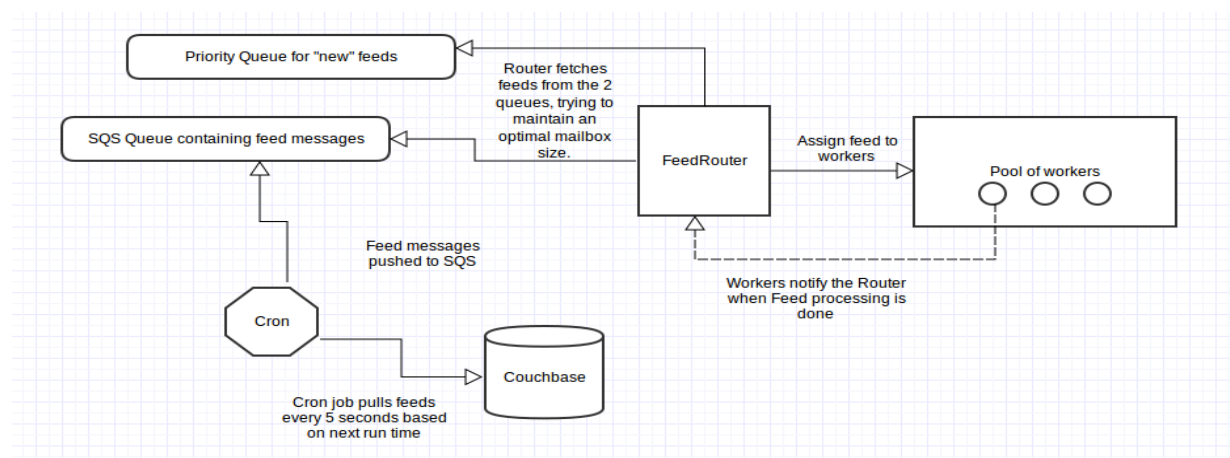 Priority Queue for "new" feeds
Router fetches
feeds from the 2
queues, trying to
maintain an
optimal mailbox
size.
SQS Queue containing feed messages
FeedRouter
Assign feed to
workers
Pool of workers
Feed messages
pushed to SQS
Workers notify the Router
when Feed processing is
done
Cron
Couchbase
Cron job pulls feeds
every 5 seconds based
on next run time